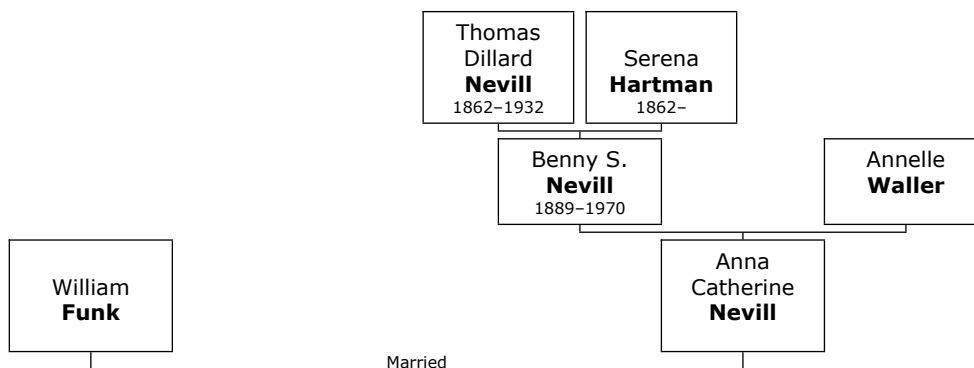 Thomas
Dillard
Nevill
1862–1932
Serena
Hartman
1862–
Benny S.
Nevill
1889–1970
Annelle
Waller
William
Funk
Anna
Catherine
Nevill
Married